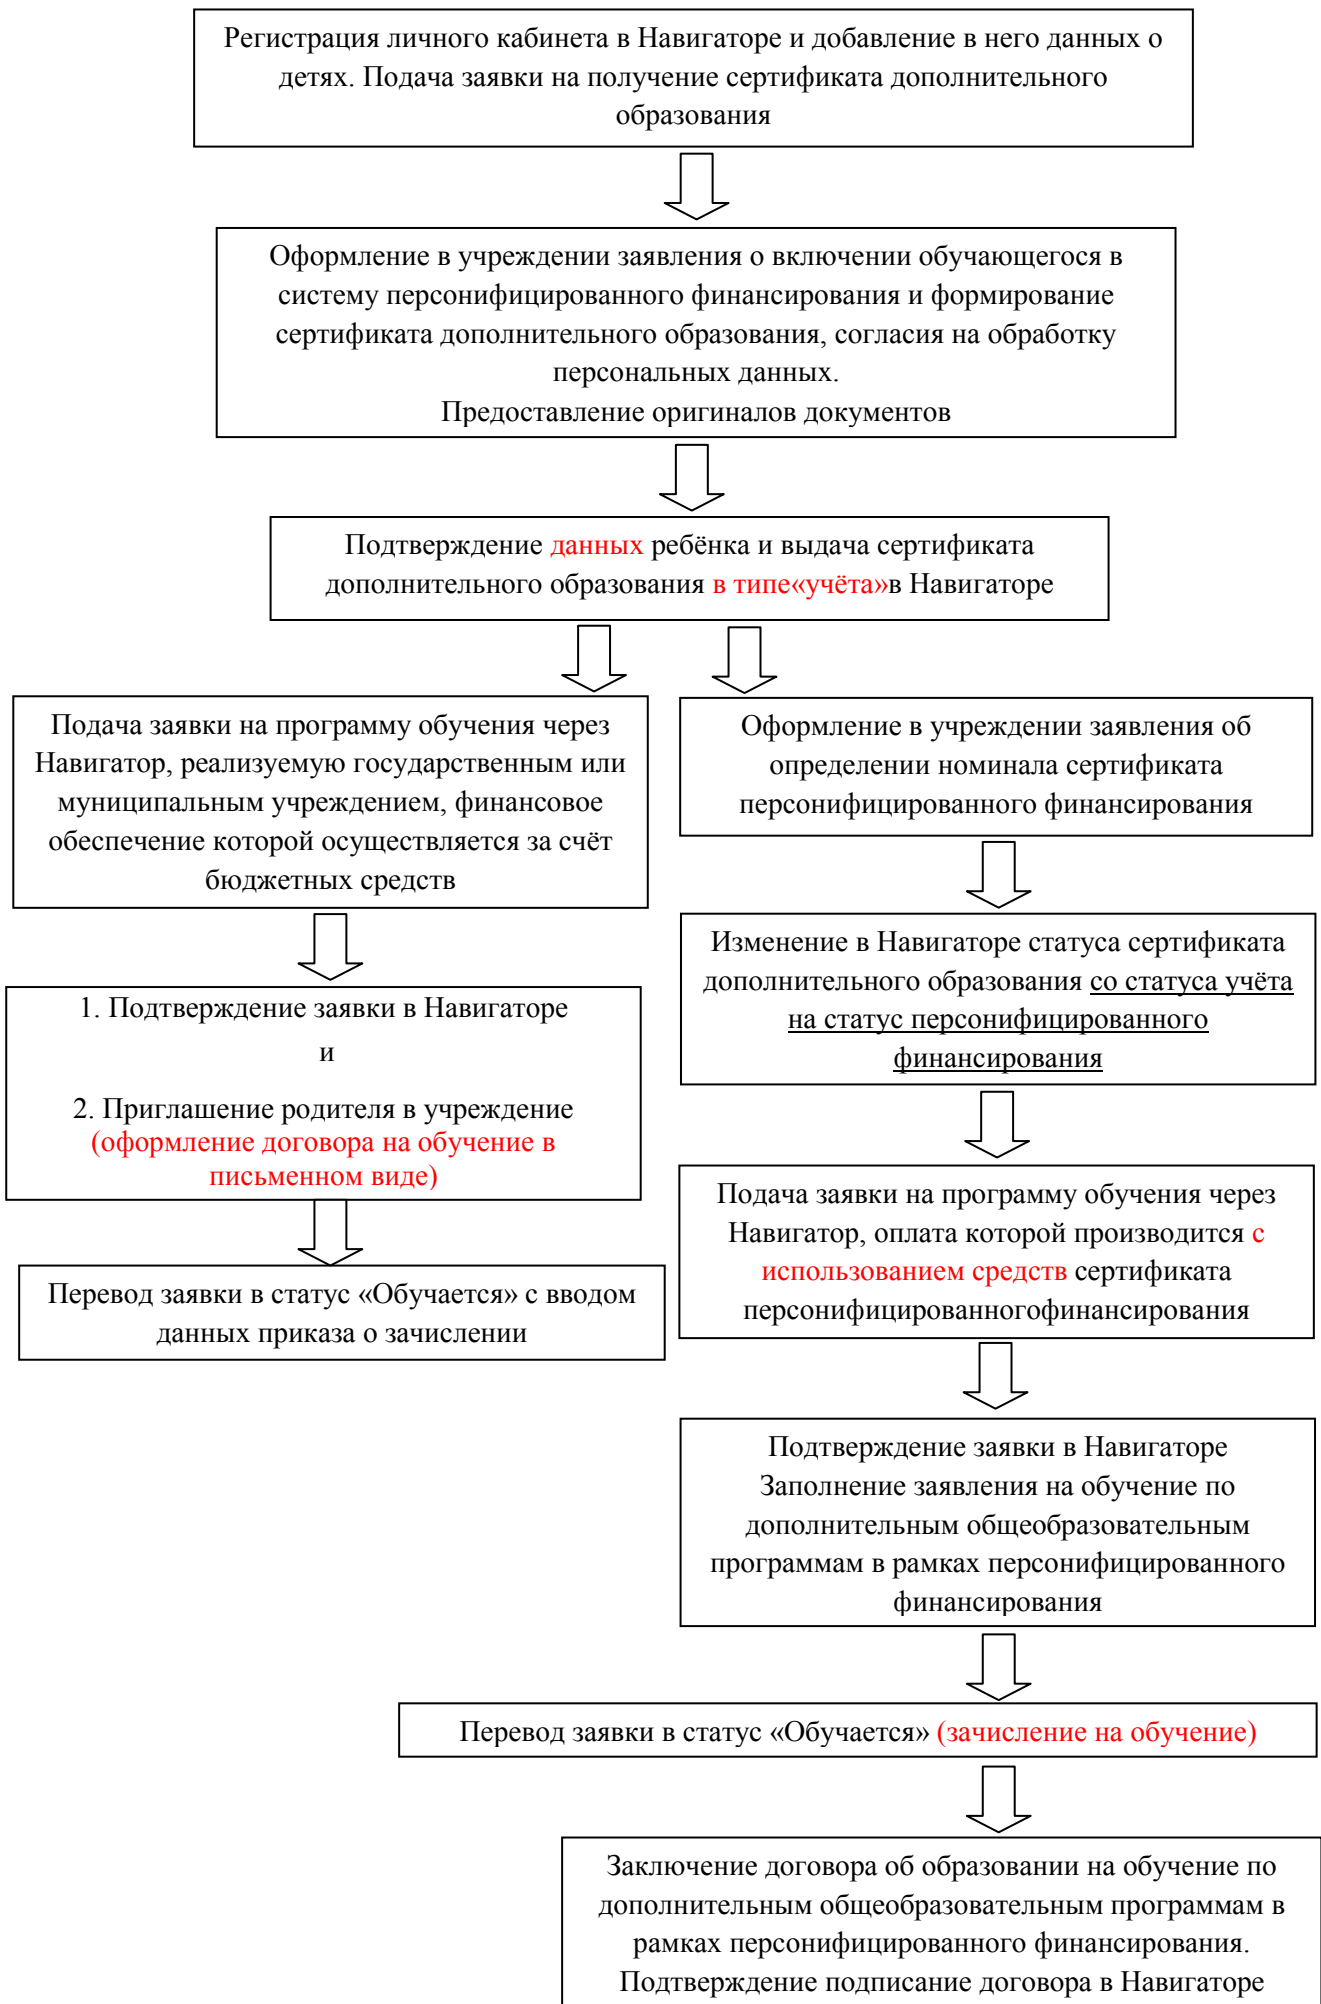 Регистрация личного кабинета в Навигаторе и добавление в него данных о
детях. Подача заявки на получение сертификата дополнительного
образования
Оформление в учреждении заявления о включении обучающегося в
систему персонифицированного финансирования и формирование
сертификата дополнительного образования, согласия на обработку
персональных данных.
Предоставление оригиналов документов
Подтверждение данных ребёнка и выдача сертификата
дополнительного образования в типе«учёта»в Навигаторе
Подача заявки на программу обучения через
Навигатор, реализуемую государственным или
муниципальным учреждением, финансовое
обеспечение которой осуществляется за счёт
бюджетных средств
1. Подтверждение заявки в Навигаторе
и
2. Приглашение родителя в учреждение
(оформление договора на обучение в
письменном виде)
Перевод заявки в статус «Обучается» с вводом
данных приказа о зачислении
Оформление в учреждении заявления об
определении номинала сертификата
персонифицированного финансирования
Изменение в Навигаторе статуса сертификата
дополнительного образования со статуса учёта
на статус персонифицированного
финансирования
Подача заявки на программу обучения через
Навигатор, оплата которой производится с
использованием средств сертификата
персонифицированногофинансирования
Подтверждение заявки в Навигаторе
Заполнение заявления на обучение по
дополнительным общеобразовательным
программам в рамках персонифицированного
финансирования
Перевод заявки в статус «Обучается» (зачисление на обучение)
Заключение договора об образовании на обучение по
дополнительным общеобразовательным программам в
рамках персонифицированного финансирования.
Подтверждение подписание договора в Навигаторе